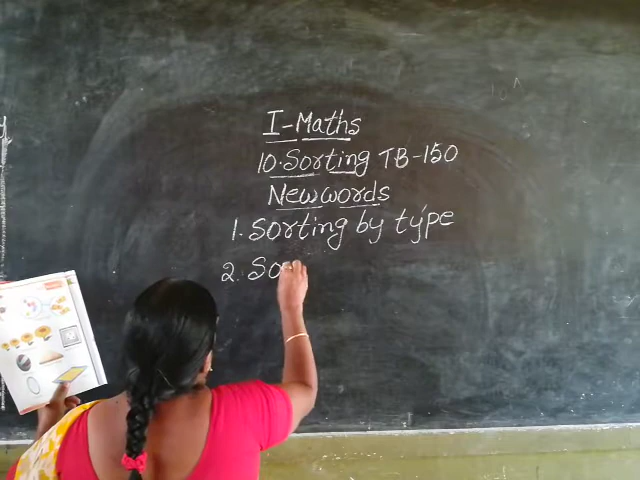 I-Maths
10. Sorting TB-150
New words
1. Sorting by type
2. So